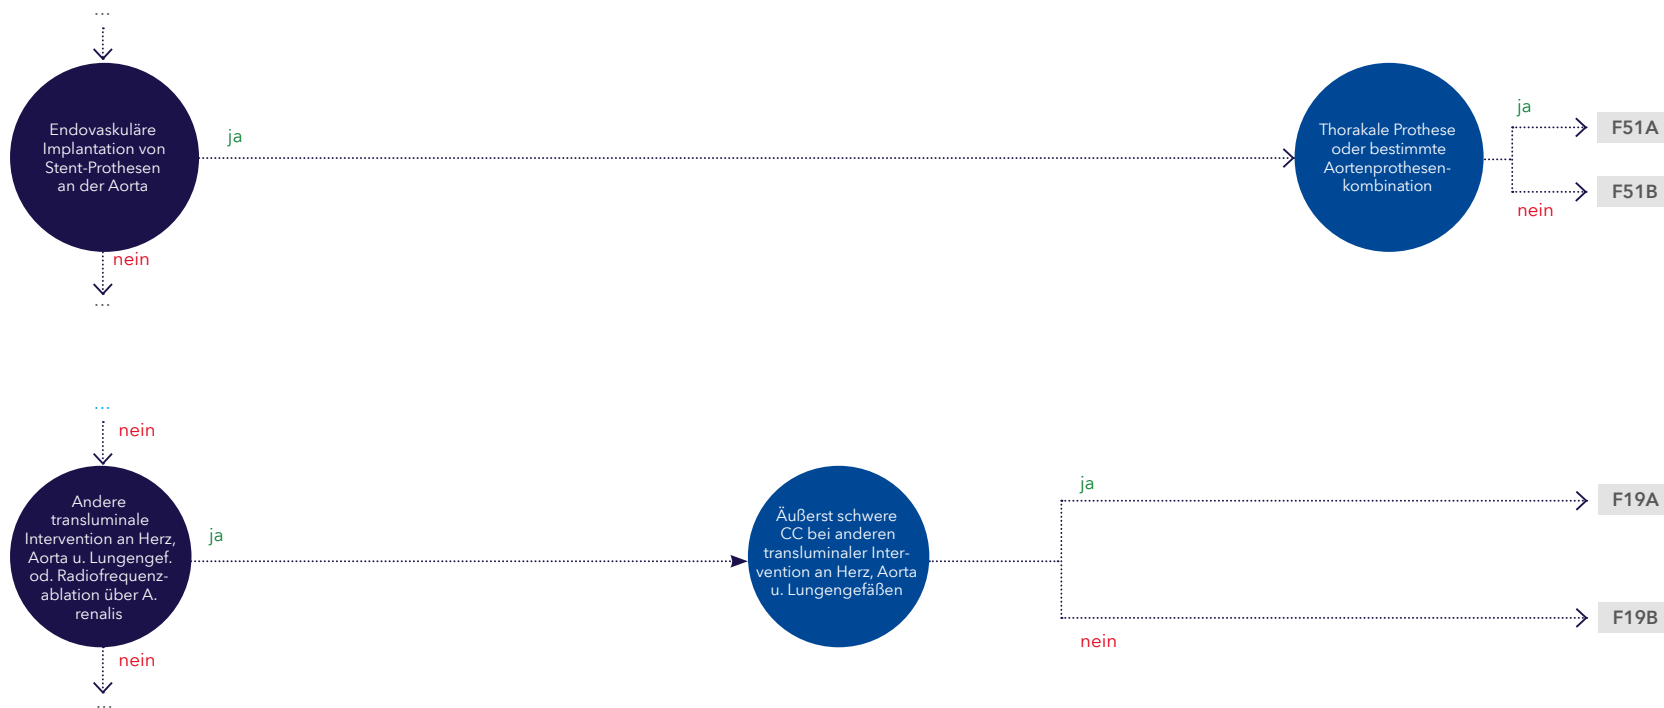 ...
Endovaskuläre
Implantation von
Stent-Prothesen
an der Aorta
ja
Thorakale Prothese
oder bestimmte
Aortenprothesen-
kombination
ja
F51A
F51B
nein
nein
...
...
nein
Andere
transluminale
Intervention an Herz,
Aorta u. Lungengef.
od. Radiofrequenz-
ablation über A.
renalis
ja
Äußerst schwere
CC bei anderen
transluminaler Inter-
vention an Herz, Aorta
u. Lungengefäßen
ja
F19A
F19B
nein
nein
...